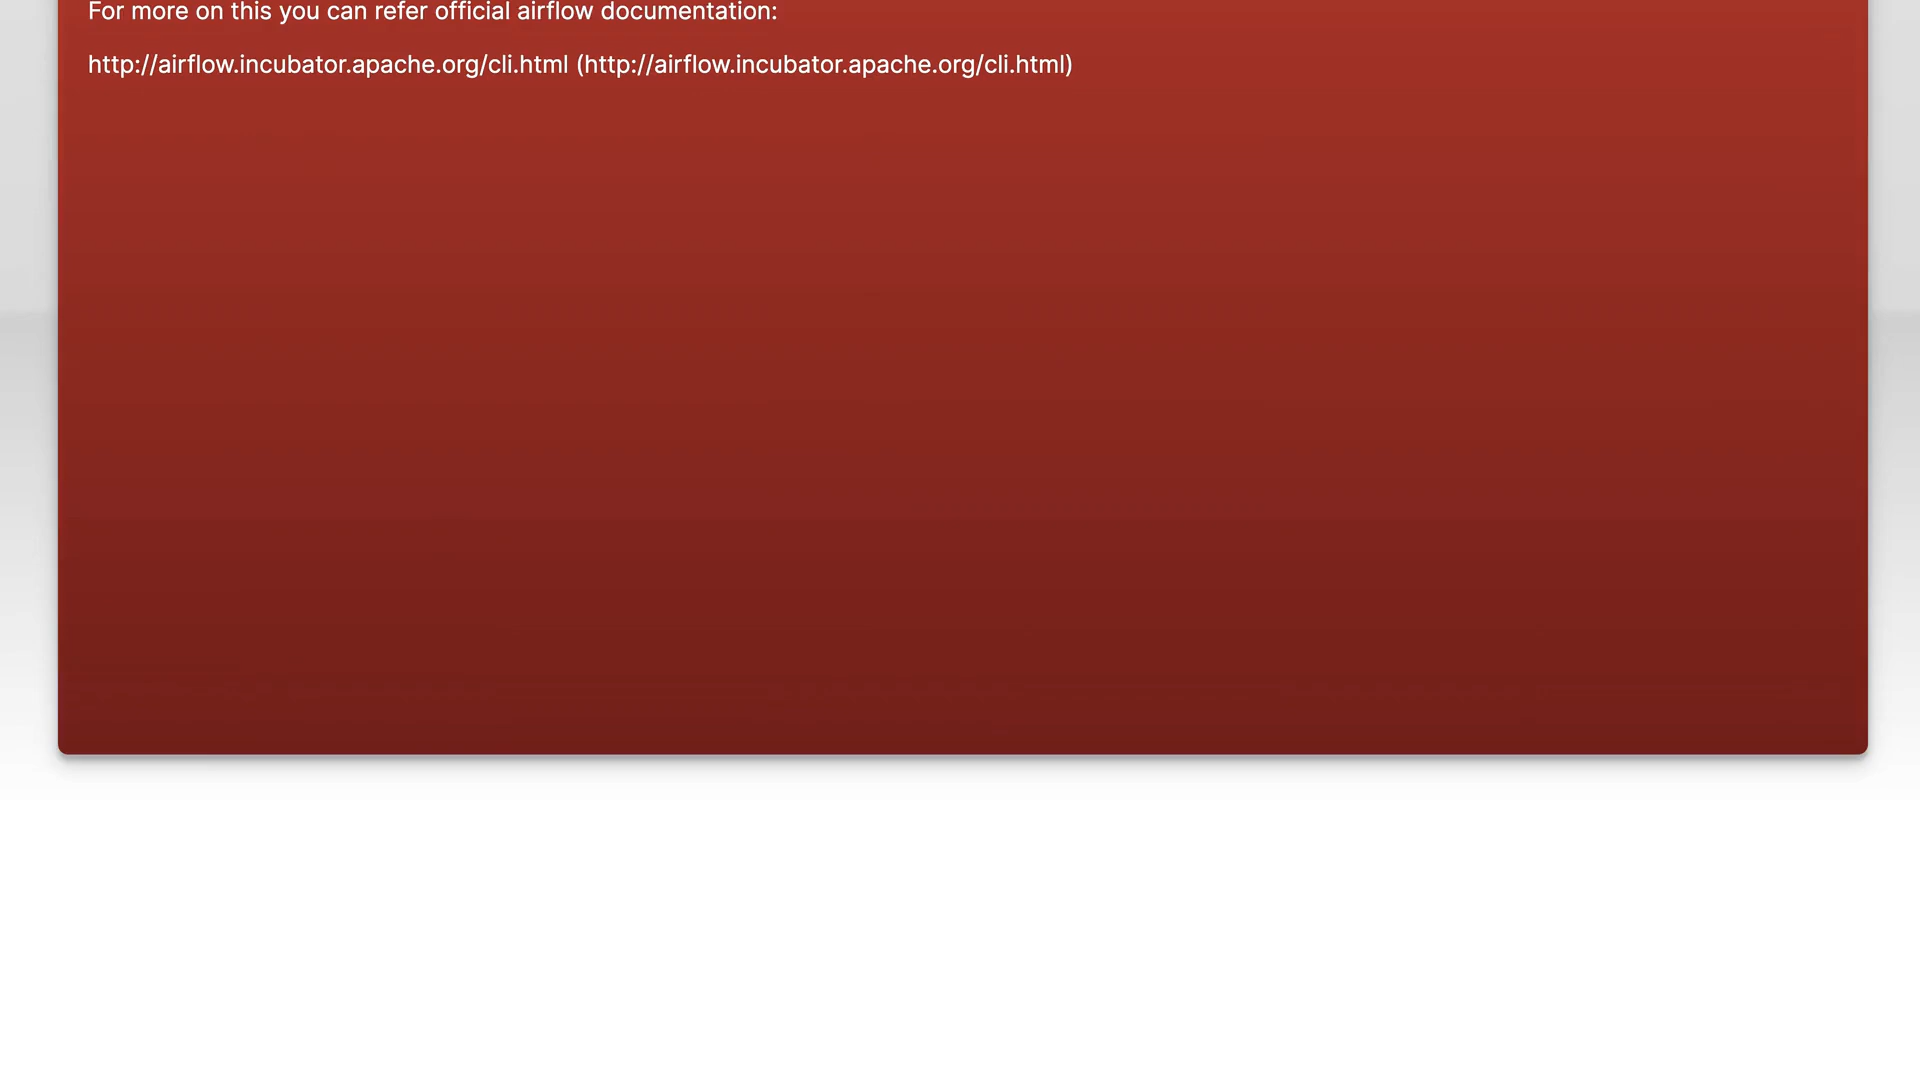 For more on this you can refer official airflow documentation:
http://airflow.incubator.apache.org/cli.html (http://airflow.incubator.apache.org/cli.html)